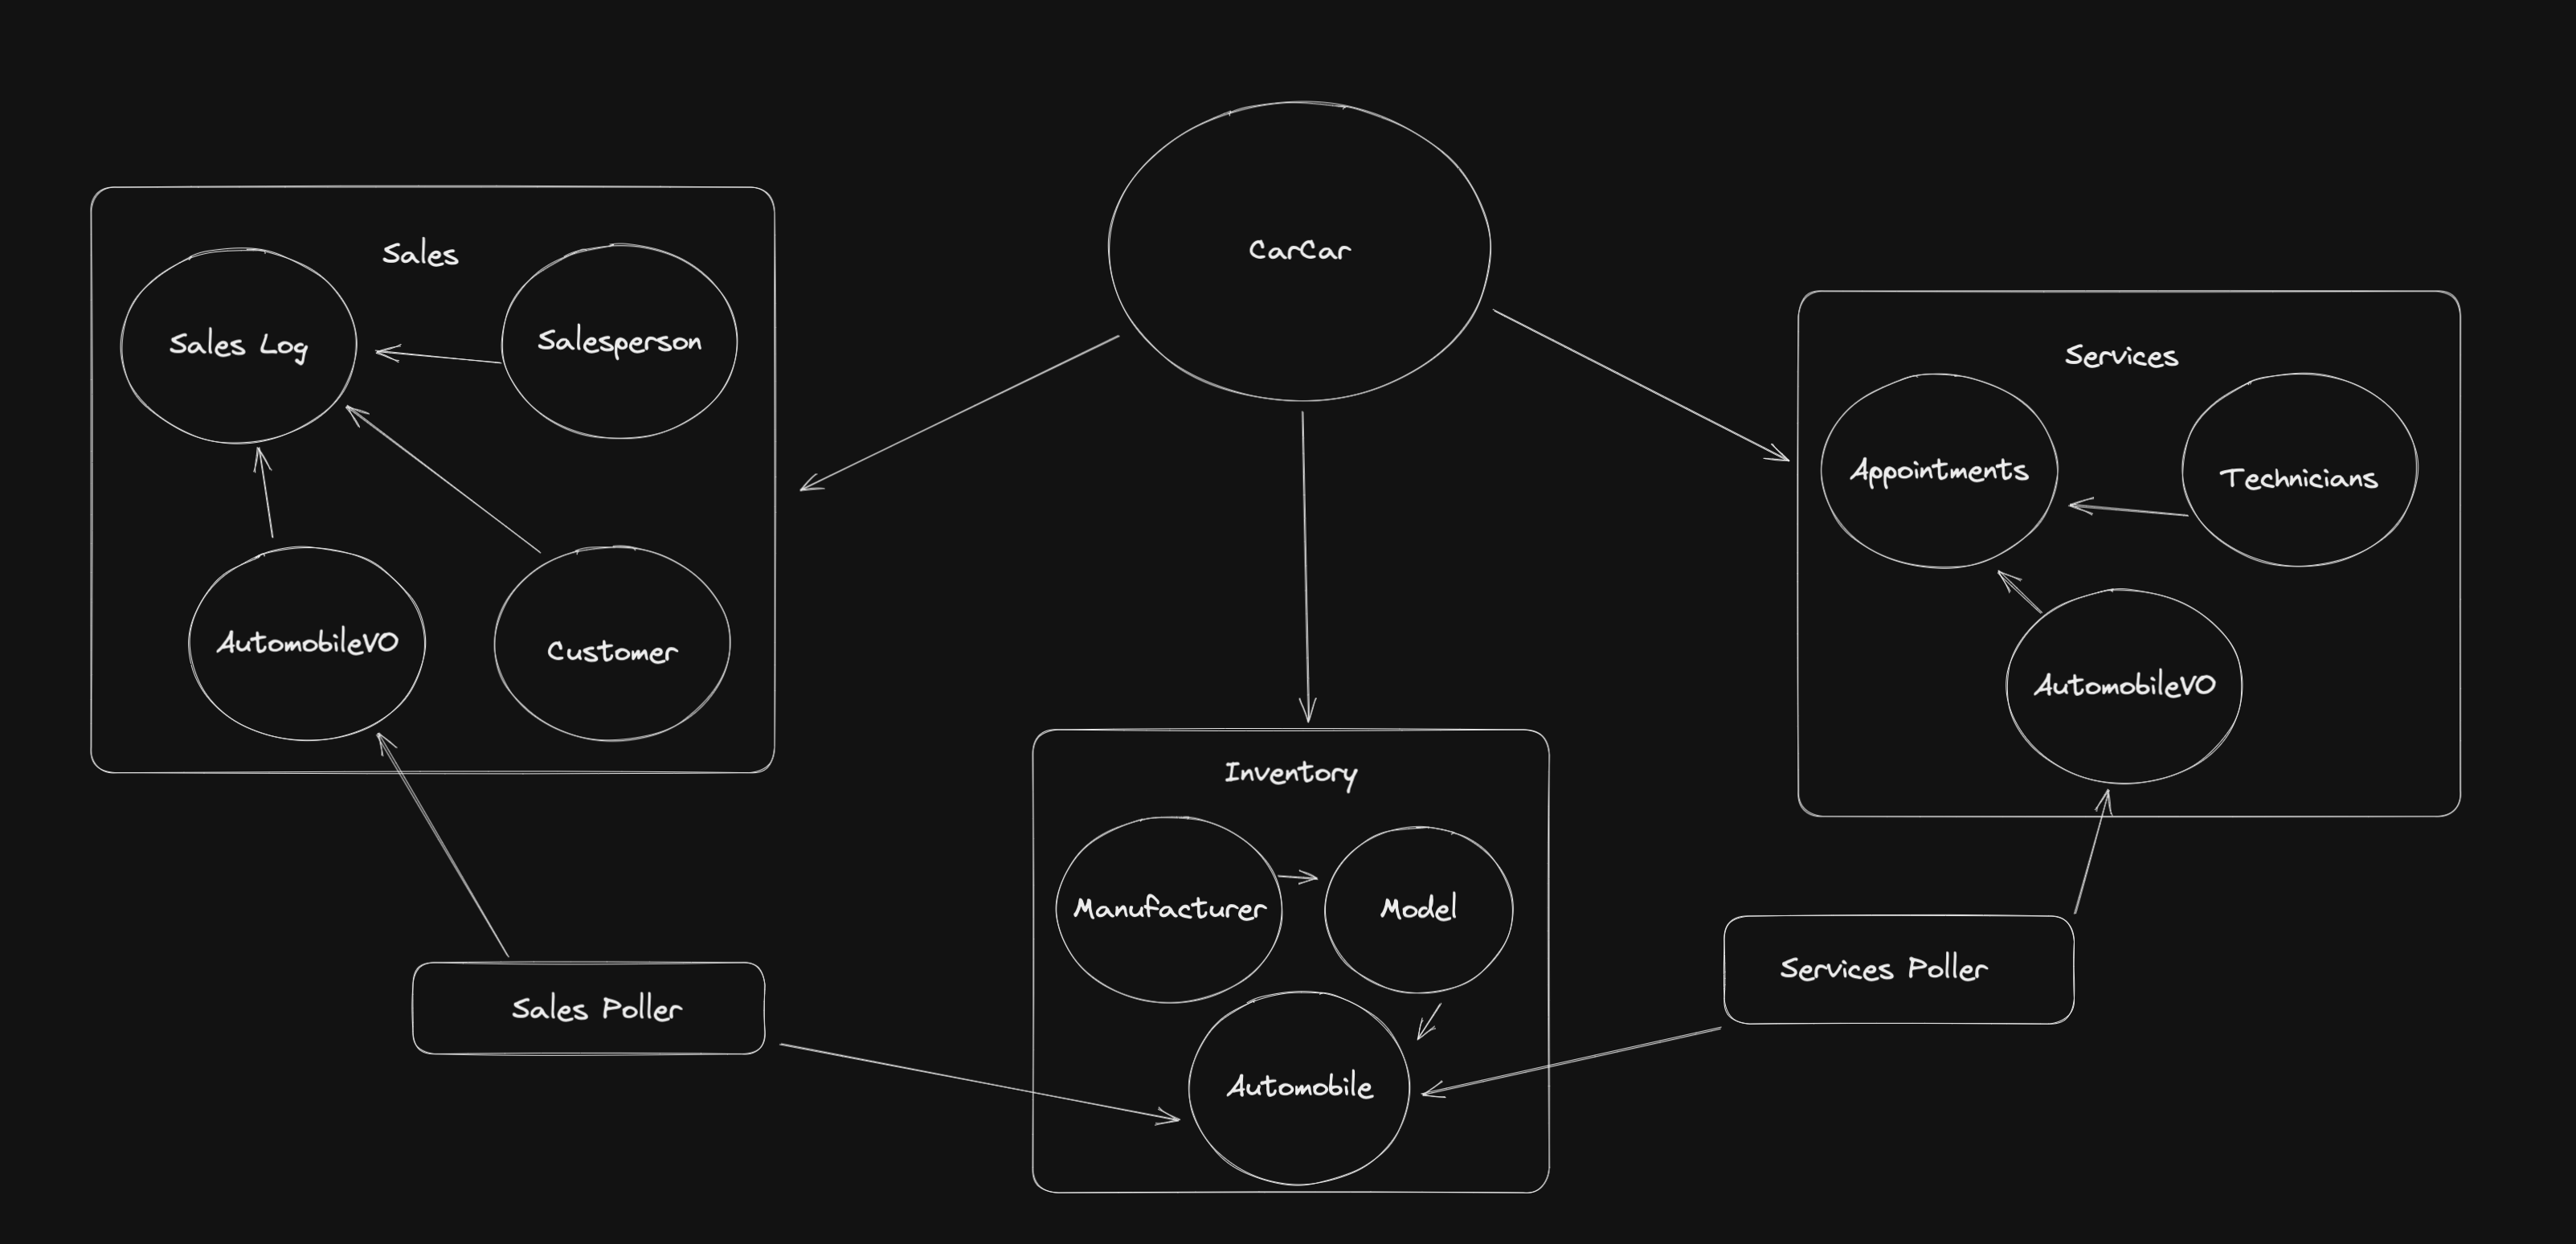 CarCar
Sales
Sales Log
Salesperson
AutomobileVO
Customer
Services
Appointments
Technicians
AutomobileVO
Inventory
Manufacturer
Model
Automobile
Sales Poller
Services Poller